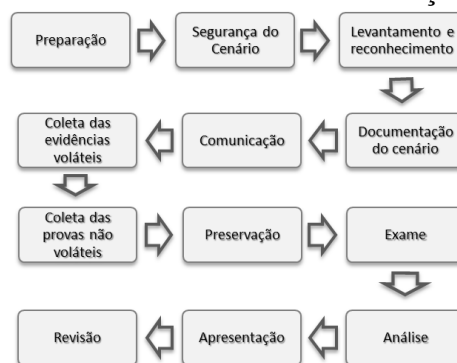 Preparação
Segurança do
Cenário
Levantamento e
reconhecimento
Documentação
do cenário
Comunicação
Coleta das
evidências
voláteis
Coleta das
provas não
voláteis
Preservação
Exame
Análise
Apresentação
Revisão